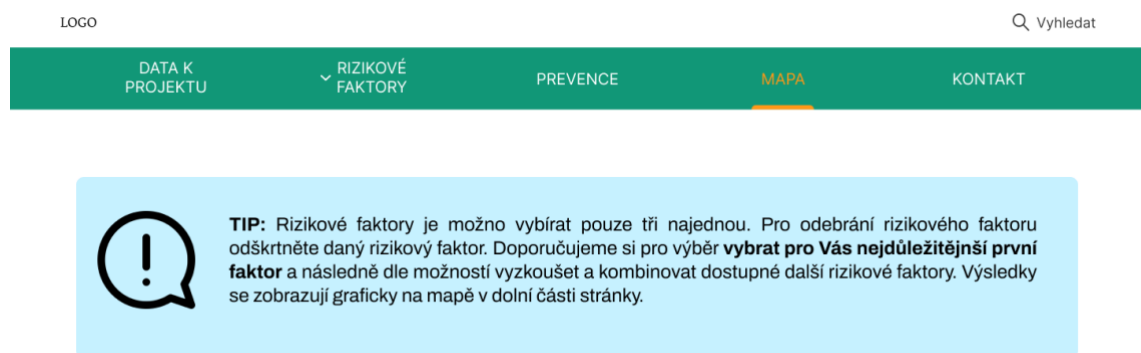 LOGO
Vyhledat
DATA K
PROJEKTU
RIZIKOVÉ
FAKTORY
PREVENCE
MAPA
KONTAKT
TIP: Rizikové faktory je možno vybírat pouze tři najednou. Pro odebrání rizikového faktoru
odškrtněte daný rizikový faktor. Doporučujeme si pro výběr vybrat pro Vás nejdůležitějnší první
faktor a následně dle možností vyzkoušet a kombinovat dostupné další rizikové faktory. Výsledky
se zobrazují graficky na mapě v dolní části stránky.